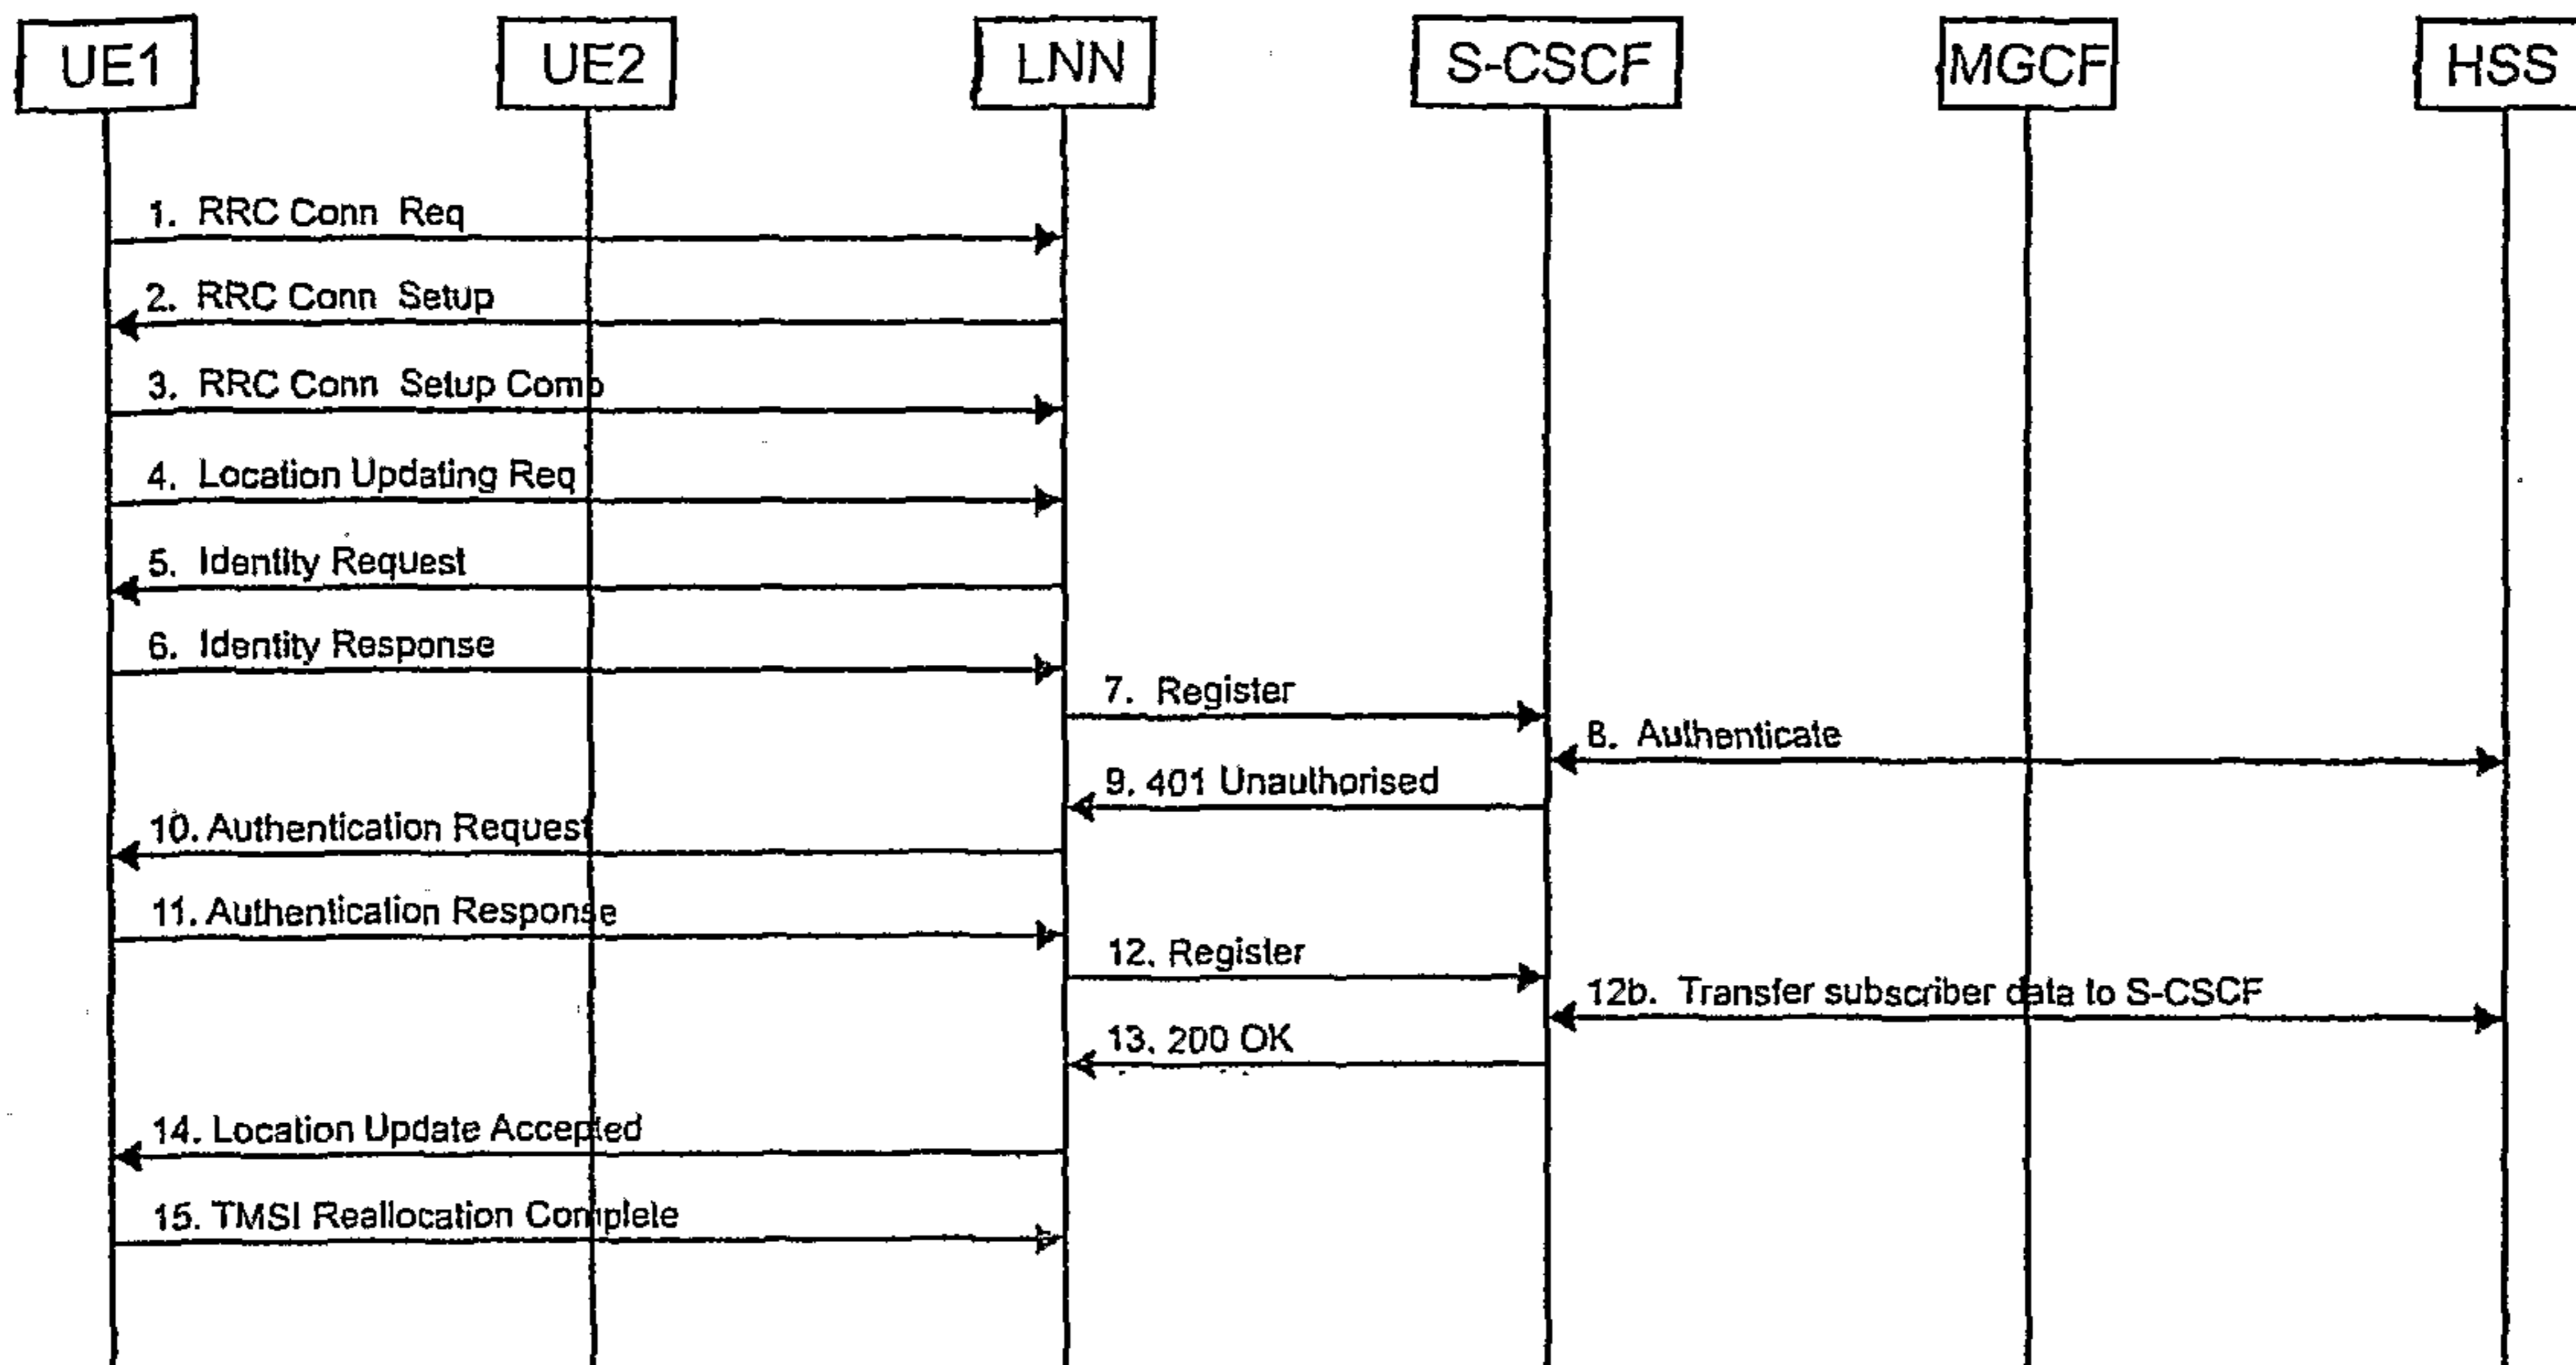 UE1 UE2 LNN S-CSCF MGCF HSS
1. RRC Conn Req
2. RRC Conn Setup
3. RRC Conn Setup Comp
4. Location Updating Req
5. Identity Request
6. Identity Response
7. Register
8. Authenticate
9. 401 Unauthorised
10. Authentication Request
11. Authentication Response
12. Register
12b. Transfer subscriber data to S-CSCF
13. 200 OK
14. Location Update Accepted
15. TMSI Reallocation Complete